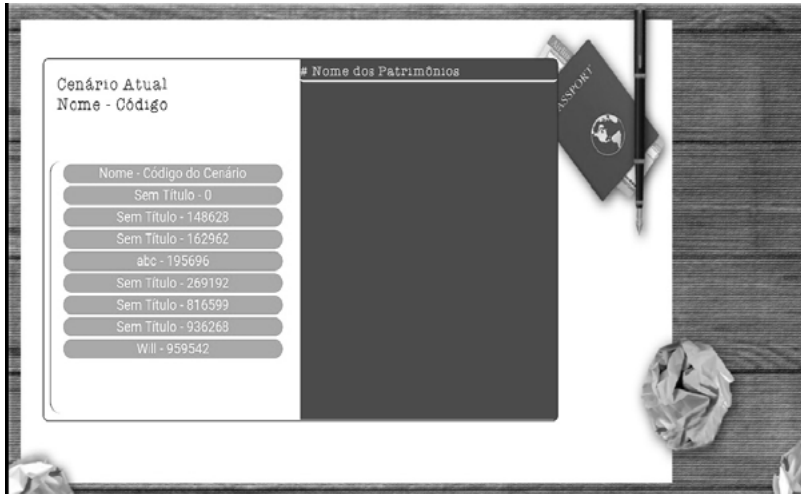 Cenário Atual
Nome - Código
# Nome dos Patrimônios
Nome - Código do Cenário
Sem Título - 0
Sem Título - 148628
Sem Título - 162962
abc - 195696
Sem Título - 269192
Sem Título - 816599
Sem Título - 936268
Will - 959542
ASSPORT